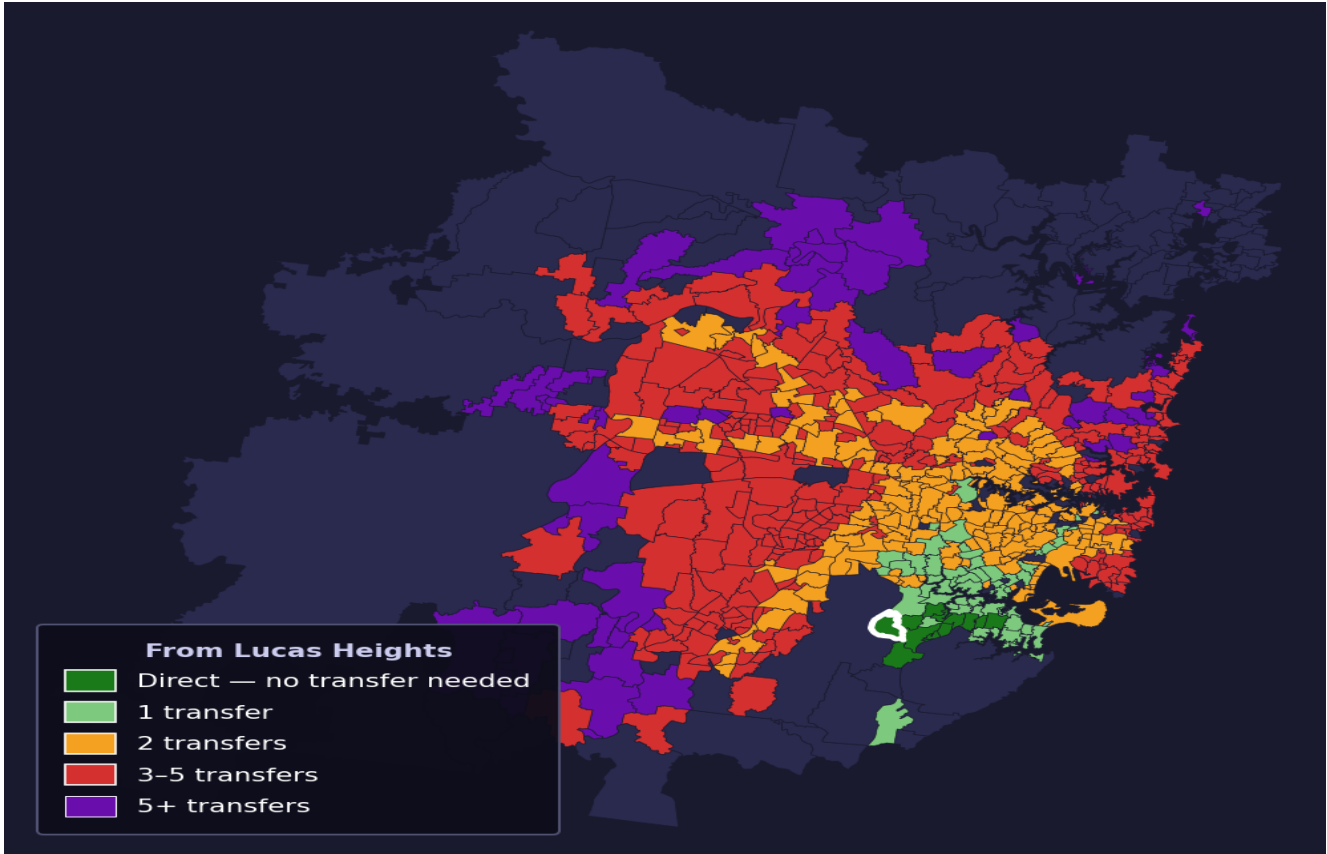 From Lucas Heights
Direct — no transfer needed
1 transfer
2 transfers
3–5 transfers
5+ transfers